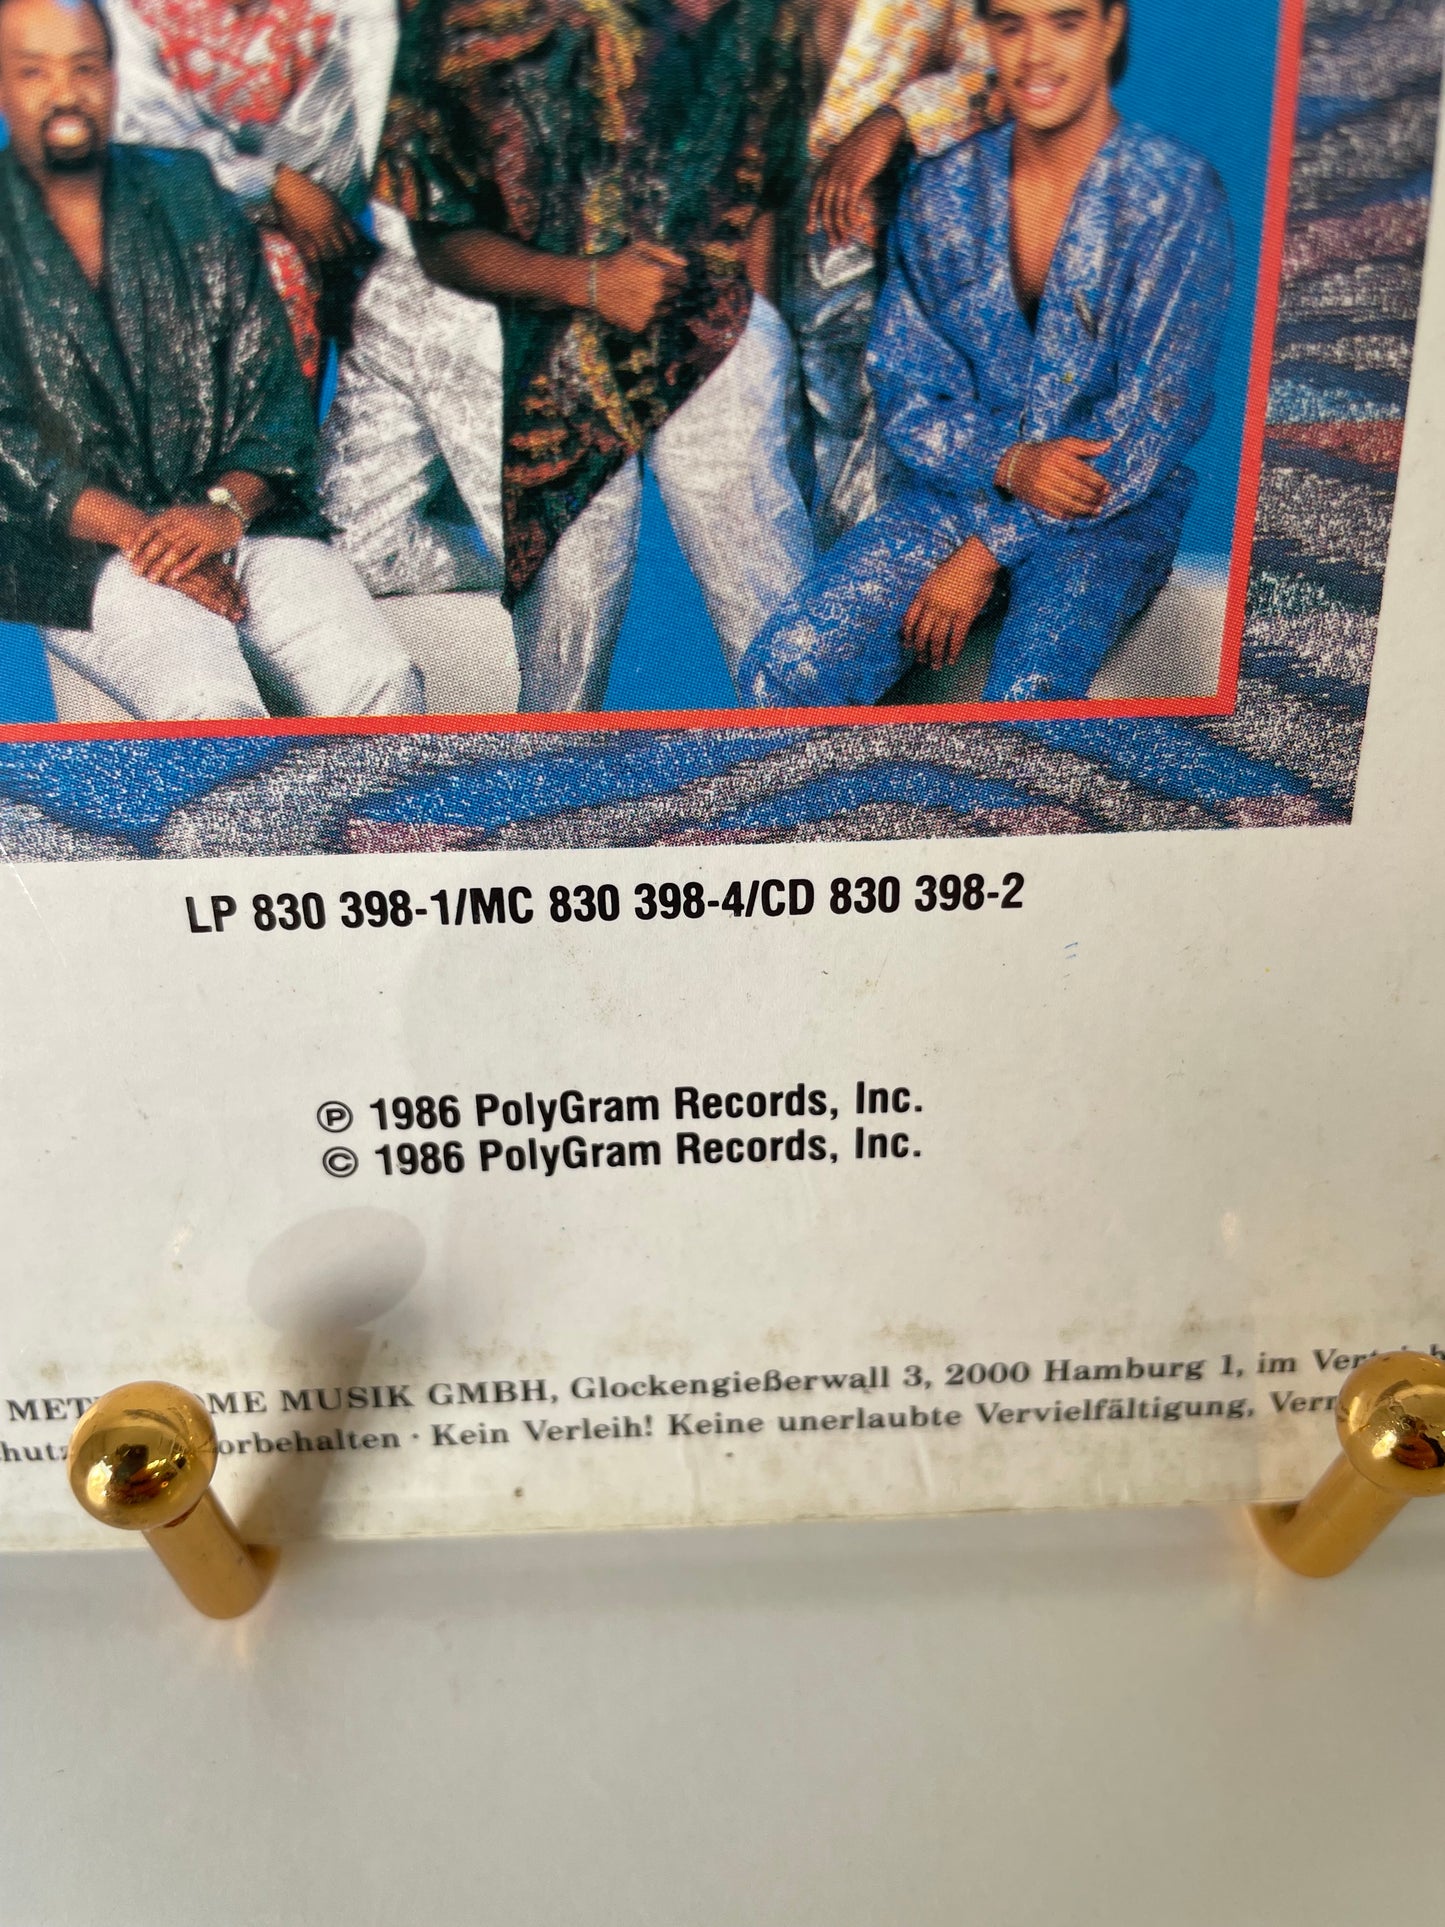 LP 830 398-1/MC 830 398-4/CD 830 398-2
℗ 1986 PolyGram Records, Inc.
© 1986 PolyGram Records, Inc.
MUSIK GMBH, Glockengießerwall 3, 2000 Hamburg 1, im
Kein Verleih! Keine unerlaubte Vervielfältigung,